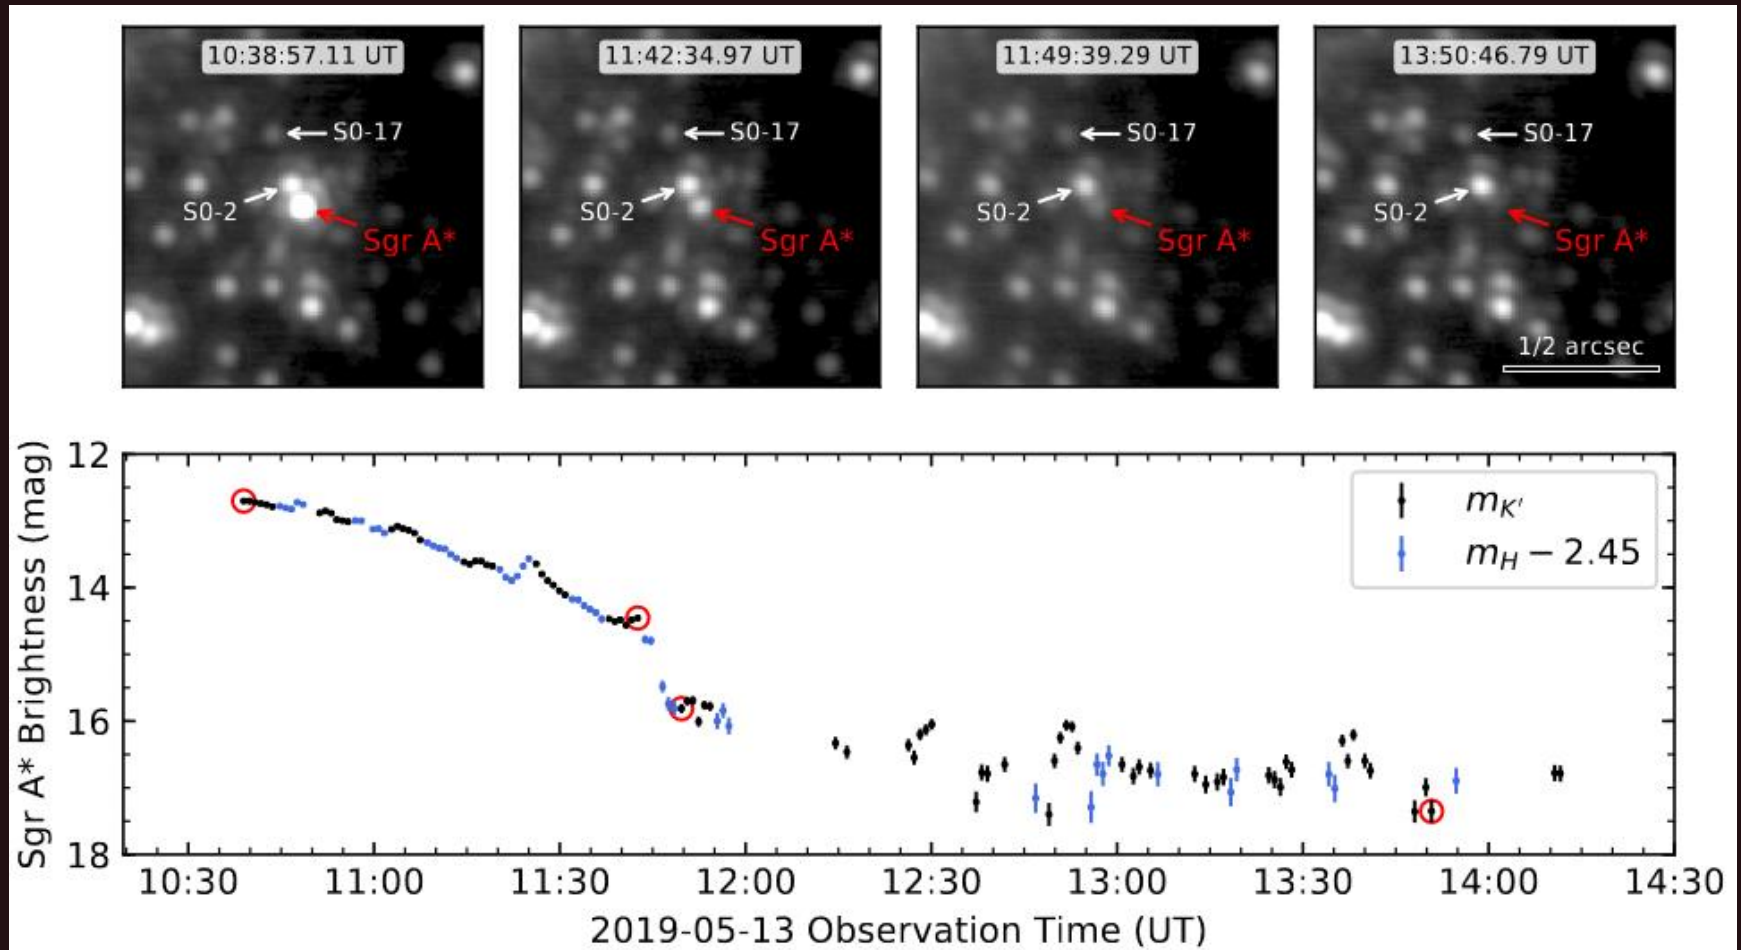 10:38:57.11 UT
S0-17
S0-2
Sgr A*
11:42:34.97 UT
S0-17
S0-2
Sgr A*
11:49:39.29 UT
S0-17
S0-2
Sgr A*
13:50:46.79 UT
S0-17
S0-2
Sgr A*
1/2 arcsec
Sgr A* Brightness (mag)
12
14
16
18
m_{K'}
m_H − 2.45
10:30 11:00 11:30 12:00 12:30 13:00 13:30 14:00 14:30
2019-05-13 Observation Time (UT)